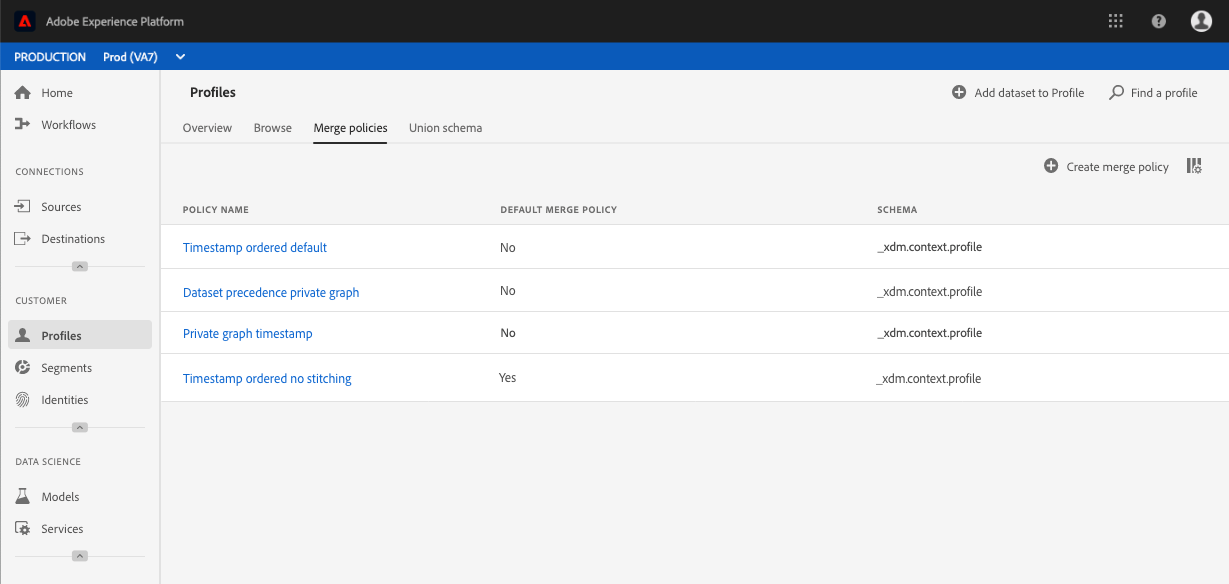 Adobe Experience Platform
PRODUCTION Prod (VA7)
Home
Workflows
CONNECTIONS
Sources
Destinations
CUSTOMER
Profiles
Segments
Identities
DATA SCIENCE
Models
Services
Profiles
Add dataset to Profile Find a profile
Overview Browse Merge policies Union schema
Create merge policy
POLICY NAME DEFAULT MERGE POLICY SCHEMA
Timestamp ordered default No _xdm.context.profile
Dataset precedence private graph No _xdm.context.profile
Private graph timestamp No _xdm.context.profile
Timestamp ordered no stitching Yes _xdm.context.profile